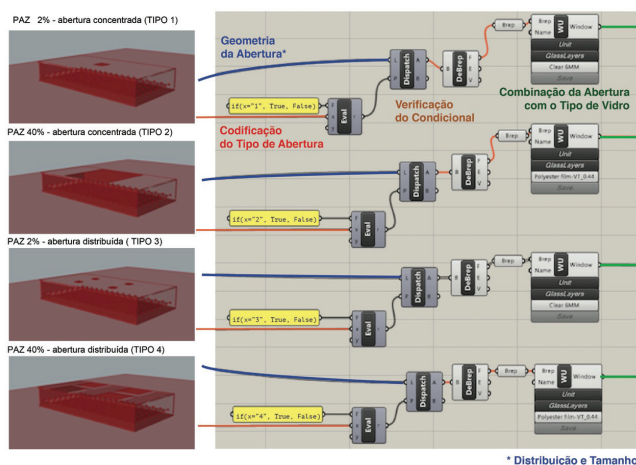 PAZ 2% - abertura concentrada (TIPO 1)
Geometria
da Abertura*
L
P
Dispatch
A
B
B
DeBrep
F
E
V
Brep
Brep
Name
WU
Window
Unit
GlassLayers
Clear 6MM
Save
if(x="1", True, False)
F
x
y
Eval
r
Codificação
do Tipo de Abertura
Verificação
do Condicional
Combinação da Abertura
com o Tipo de Vidro
PAZ 40% - abertura concentrada (TIPO 2)
L
P
Dispatch
A
B
B
DeBrep
F
E
V
Brep
Brep
Name
WU
Window
Unit
GlassLayers
Polyester film-VT_0.44
Save
if(x="2", True, False)
F
x
y
Eval
r
PAZ 2% - abertura distribuída ( TIPO 3)
L
P
Dispatch
A
B
B
DeBrep
F
E
V
Brep
Brep
Name
WU
Window
Unit
GlassLayers
Clear 6MM
Save
if(x="3", True, False)
F
x
y
Eval
r
PAZ 40% - abertura distribuída (TIPO 4)
L
P
Dispatch
A
B
B
DeBrep
F
E
V
Brep
Brep
Name
WU
Window
Unit
GlassLayers
Polyester film-VT_0.44
Save
if(x="4", True, False)
F
x
y
Eval
r
* Distribuição e Tamanho